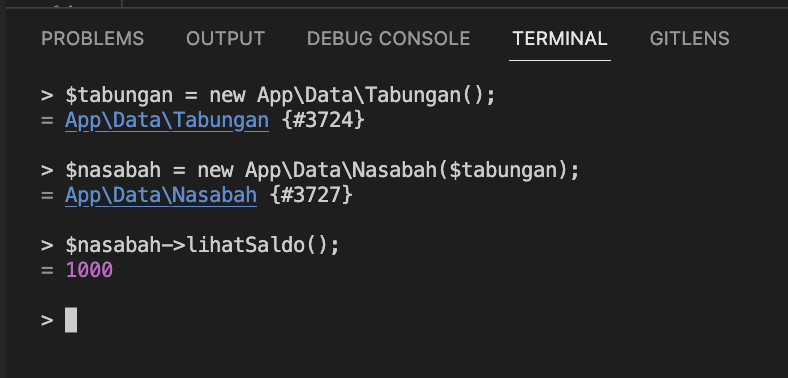 PROBLEMS OUTPUT DEBUG CONSOLE TERMINAL GITLENS
> $tabungan = new App\Data\Tabungan();
= App\Data\Tabungan {#3724}
> $nasabah = new App\Data\Nasabah($tabungan);
= App\Data\Nasabah {#3727}
> $nasabah->lihatSaldo();
= 1000
>